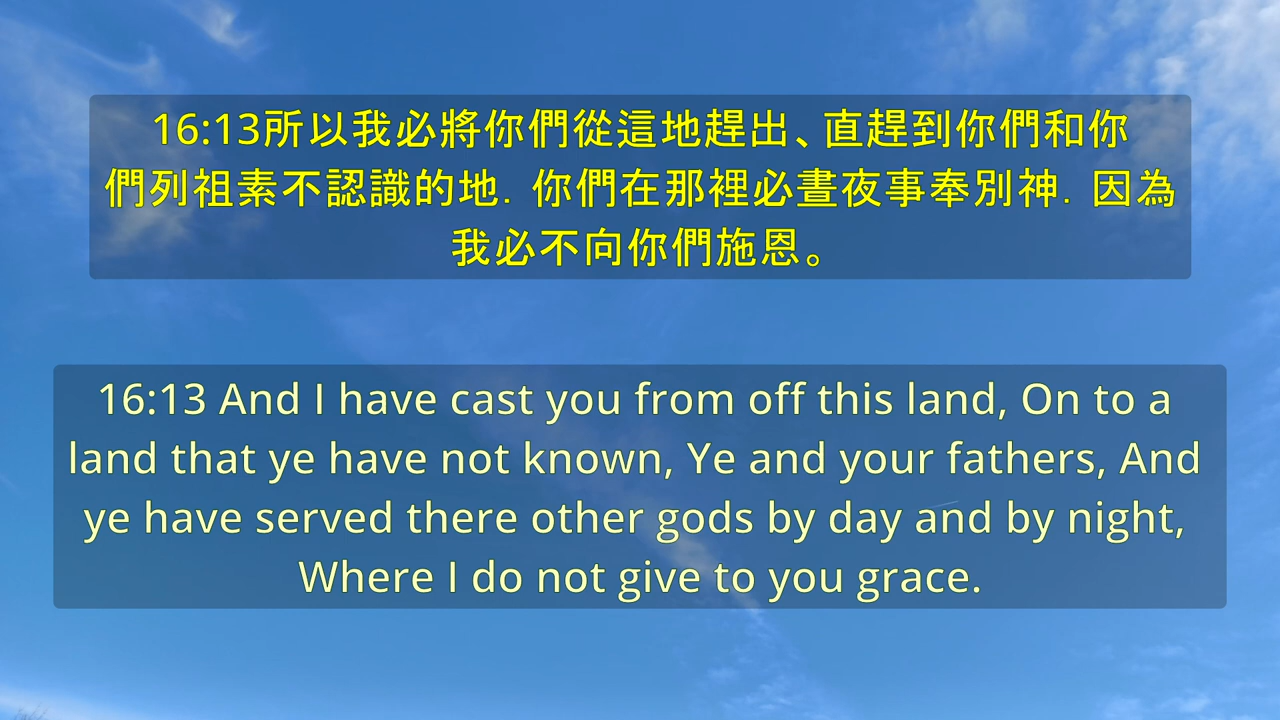 16:13所以我必將你們從這地趕出、直趕到你們和你
們列祖素不認識的地．你們在那裡必晝夜事奉別神．因為
我必不向你們施恩。
16:13 And I have cast you from off this land, On to a
land that ye have not known, Ye and your fathers, And
ye have served there other gods by day and by night,
Where I do not give to you grace.